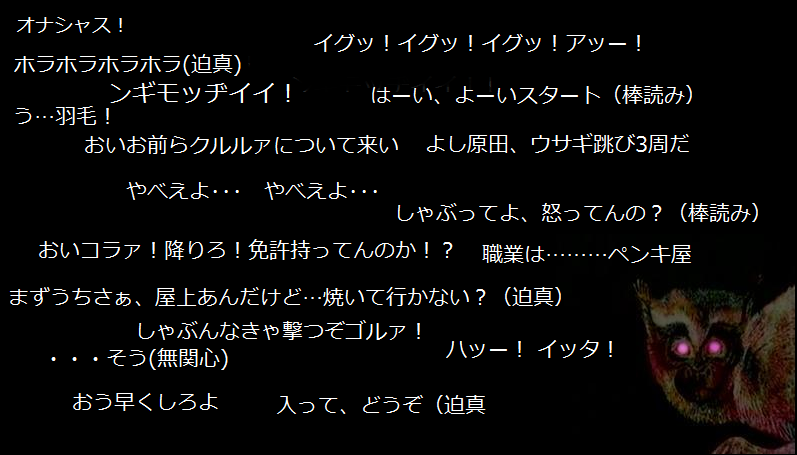 オナシャス！
イグッ！イグッ！イグッ！アッー！
ホラホラホラホラ(迫真)
ンギモッヂイイ！
はーい、よーいスタート（棒読み）
う…羽毛！
おいお前らクルルァについて来い
よし原田、ウサギ跳び3周だ
やべえよ･･･　やべえよ･･･
しゃぶってよ、怒ってんの？（棒読み）
おいコラァ！降りろ！免許持ってんのか！？
職業は………ペンキ屋
まずうちさぁ、屋上あんだけど…焼いて行かない？（迫真）
しゃぶんなきゃ撃つぞゴルァ！
・・・そう(無関心)
ハッー！ イッタ！
おう早くしろよ
入って、どうぞ（迫真